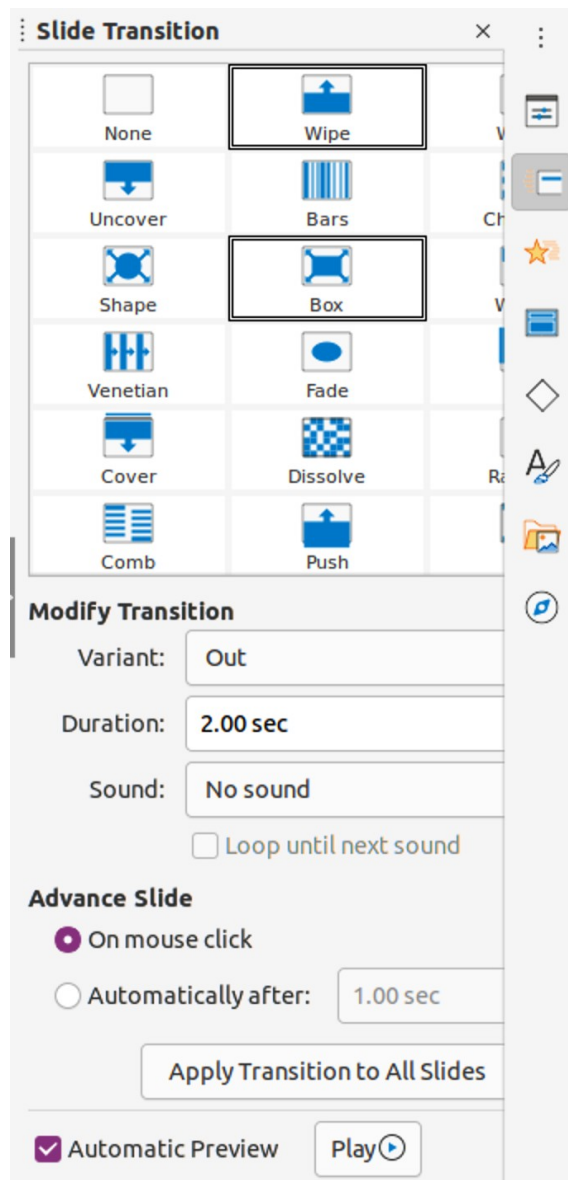 Slide Transition
None Wipe
Uncover Bars Ch
Shape Box
Venetian Fade
Cover Dissolve Ra
Comb Push
Modify Transition
Variant: Out
Duration: 2.00 sec
Sound: No sound
Loop until next sound
Advance Slide
On mouse click
Automatically after: 1.00 sec
Apply Transition to All Slides
Automatic Preview Play